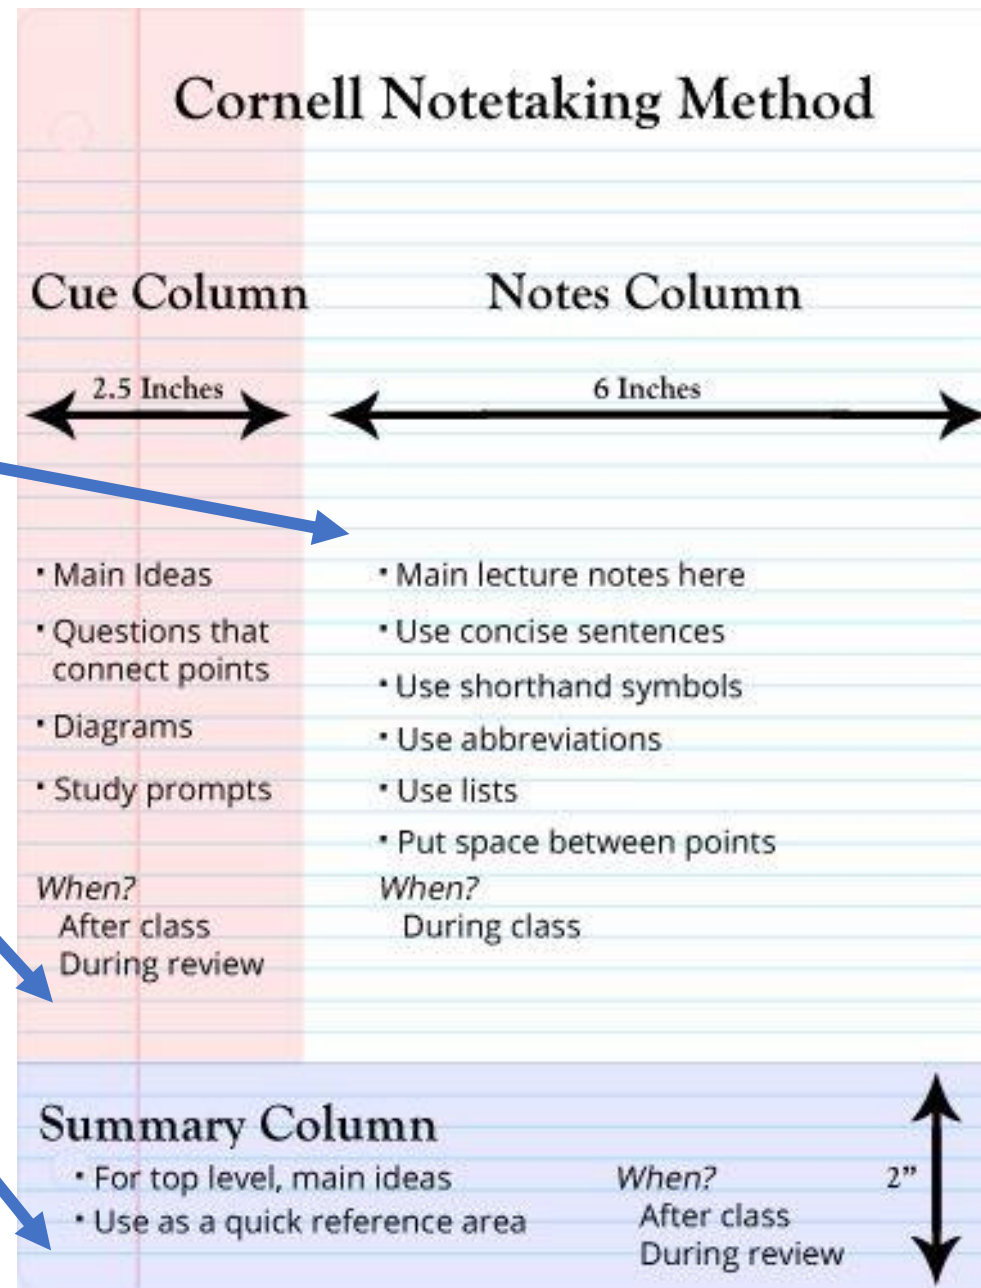 Cornell Notetaking Method
Cue Column
2.5 Inches
• Main Ideas
• Questions that
connect points
• Diagrams
• Study prompts
When?
After class
During review
Notes Column
6 Inches
• Main lecture notes here
• Use concise sentences
• Use shorthand symbols
• Use abbreviations
• Use lists
• Put space between points
When?
During class
Summary Column
• For top level, main ideas
• Use as a quick reference area
When?
After class
During review
2”